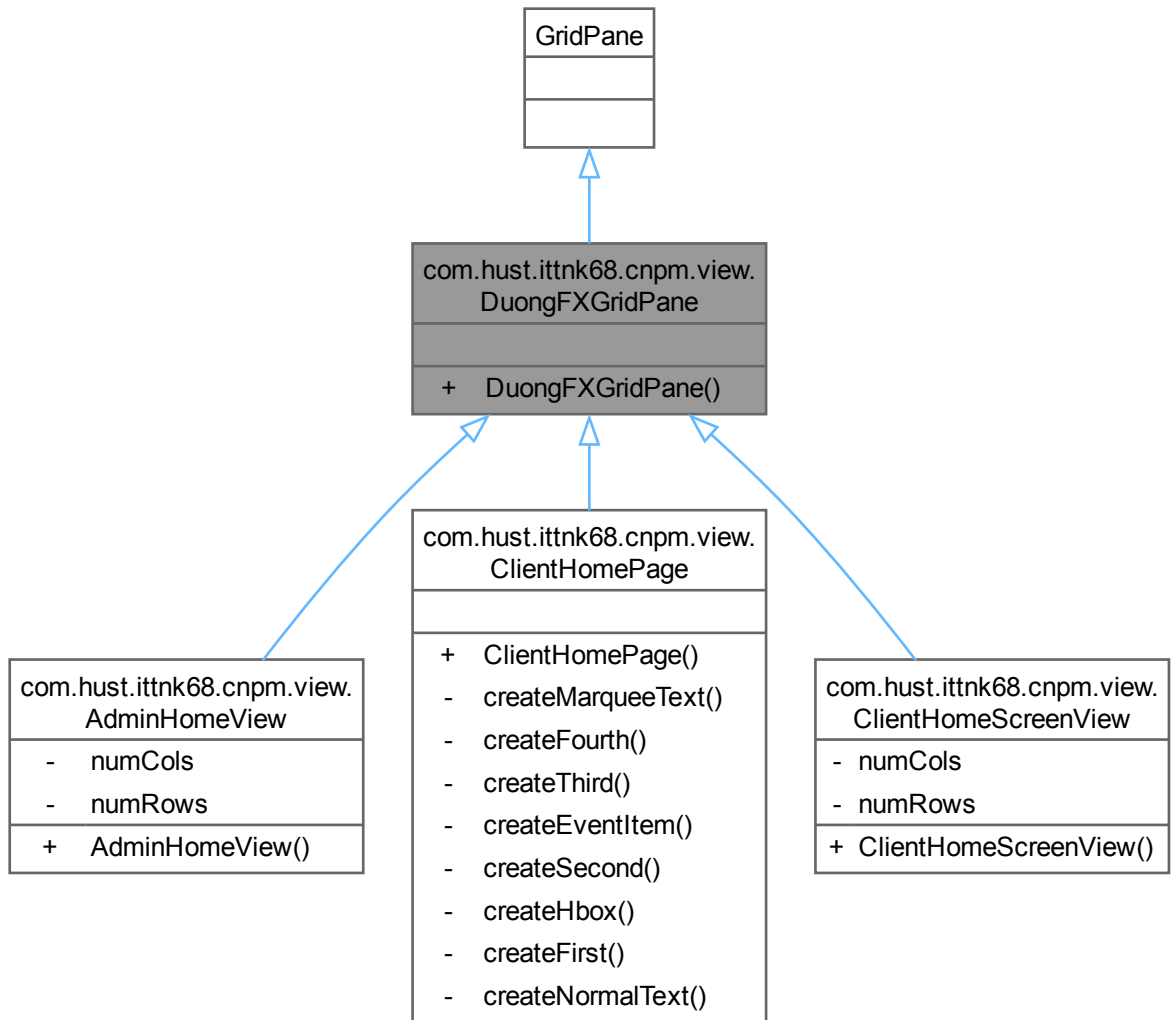 GridPane
com.hust.ittnk68.cnpm.view.
DuongFXGridPane
+ DuongFXGridPane()
com.hust.ittnk68.cnpm.view.
AdminHomeView
- numCols
- numRows
+ AdminHomeView()
com.hust.ittnk68.cnpm.view.
ClientHomePage
+ ClientHomePage()
- createMarqueeText()
- createFourth()
- createThird()
- createEventItem()
- createSecond()
- createHbox()
- createFirst()
- createNormalText()
com.hust.ittnk68.cnpm.view.
ClientHomeScreenView
- numCols
- numRows
+ ClientHomeScreenView()